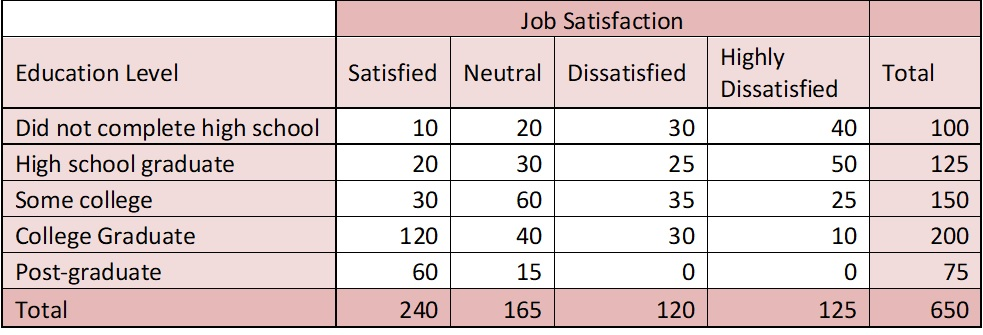 Job Satisfaction
Education Level Satisfied Neutral Dissatisfied Highly Dissatisfied Total
Did not complete high school 10 20 30 40 100
High school graduate 20 30 25 50 125
Some college 30 60 35 25 150
College Graduate 120 40 30 10 200
Post-graduate 60 15 0 0 75
Total 240 165 120 125 650